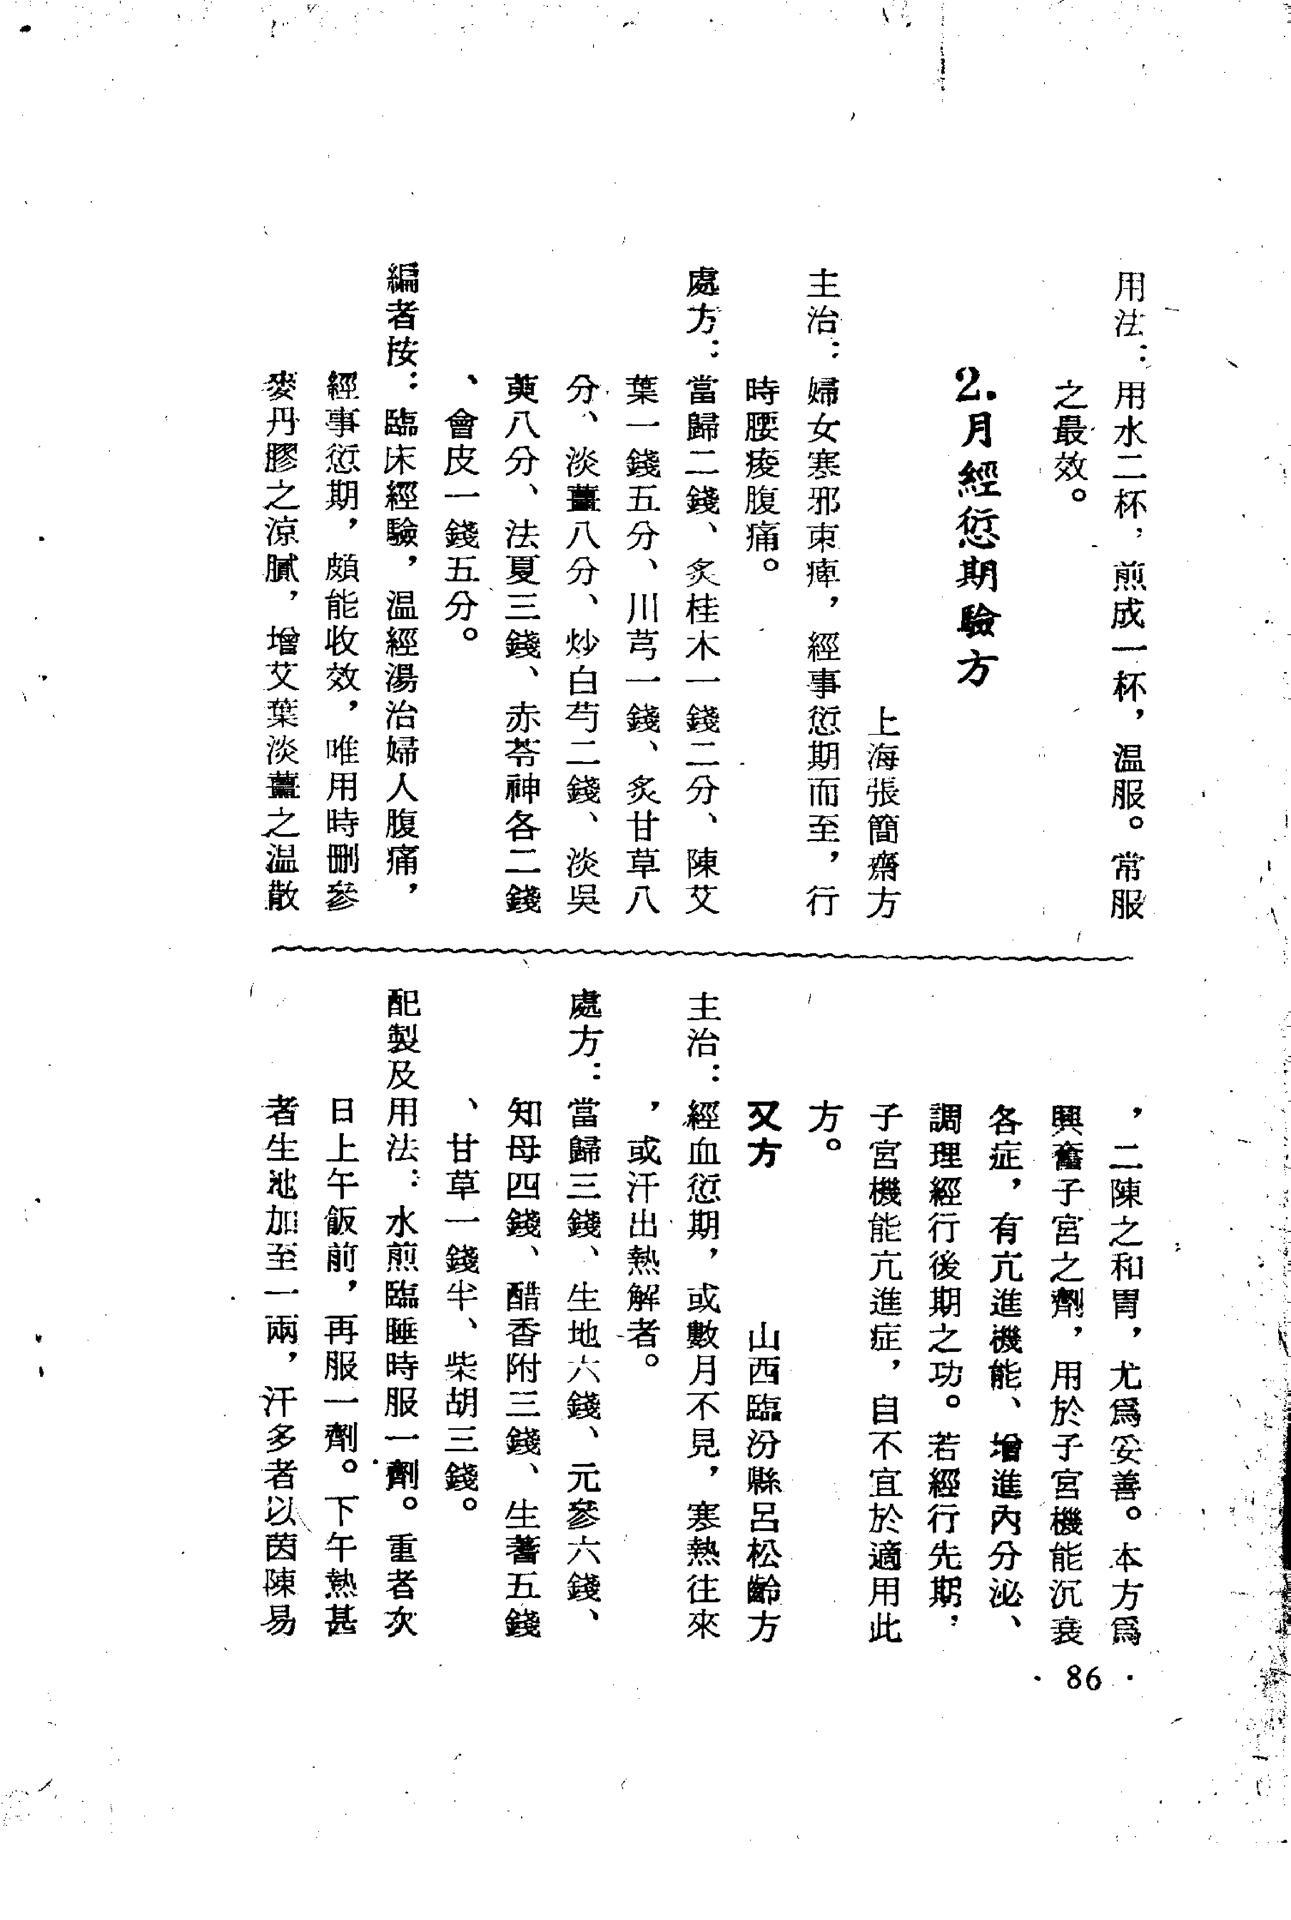 用法：用水二杯，煎成一杯，温服。常服
之最效。
2.月經愆期驗方
上海張簡齋方
主治：婦女寒邪束痺，經事愆期而至，行
時腰痠腹痛。
處方：當歸二錢、炙桂木一錢二分、陳艾
葉一錢五分、川芎一錢、炙甘草八
分、淡薑八分、炒白芍二錢、淡吳
萸八分、法夏三錢、赤苓神各二錢
、會皮一錢五分。
編者按：臨床經驗，温經湯治婦人腹痛，
經事愆期，頗能收效，唯用時删參
麥丹膠之涼膩，增艾葉淡薑之温散
，二陳之和胃，尤爲妥善。本方爲
興奮子宮之劑，用於子宮機能沉衰
各症，有亢進機能、增進內分泌、
調理經行後期之功。若經行先期，
子宮機能亢進症，自不宜於適用此
方。
又方
山西臨汾縣呂松齡方
主治：經血愆期，或數月不見，寒熱往來
，或汗出熱解者。
處方：當歸三錢、生地六錢、元參六錢、
知母四錢、醋香附三錢、生蓍五錢
、甘草一錢半、柴胡三錢。
配製及用法：水煎臨睡時服一劑。重者次
日上午飯前，再服一劑。下午熱甚
者生地加至一兩，汗多者以茵陳易
· 86 ·